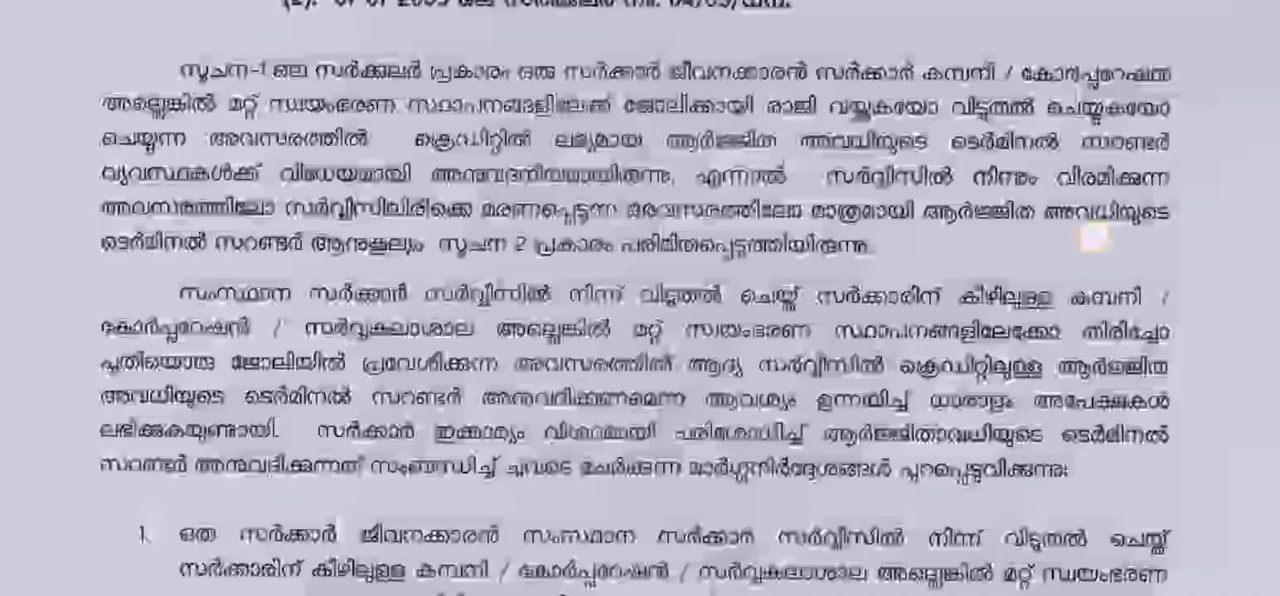 സൂചന-1 ലെ സർക്കുലർ പ്രകാരം ഒരു സർക്കാർ ജീവനക്കാരൻ സർക്കാർ കമ്പനി / കോർപ്പറേഷൻ
അല്ലെങ്കിൽ മറ്റ് സ്വയംഭരണ സ്ഥാപനങ്ങളിലേക്ക് ജോലിക്കായി രാജി വയ്ക്കുകയോ വിടുതൽ ചെയ്യുകയോ
ചെയ്യുന്ന അവസരത്തിൽ ക്രെഡിറ്റിൽ ലഭ്യമായ ആർജ്ജിത അവധിയുടെ ടെർമിനൽ സറണ്ടർ
വ്യവസ്ഥകൾക്ക് വിധേയമായി അനുവദനീയമായിരുന്നു. എന്നാൽ സർവ്വീസിൽ നിന്നും വിരമിക്കുന്ന
അവസരത്തിലോ സർവ്വീസിലിരിക്കെ മരണപ്പെടുന്ന അവസരത്തിലോ മാത്രമായി ആർജ്ജിത അവധിയുടെ
ടെർമിനൽ സറണ്ടർ ആനുകൂല്യം സൂചന 2 പ്രകാരം പരിമിതപ്പെടുത്തിയിരുന്നു.
സംസ്ഥാന സർക്കാർ സർവ്വീസിൽ നിന്ന് വിടുതൽ ചെയ്ത് സർക്കാരിന് കീഴിലുള്ള കമ്പനി /
കോർപ്പറേഷൻ / സർവ്വകലാശാല അല്ലെങ്കിൽ മറ്റ് സ്വയംഭരണ സ്ഥാപനങ്ങളിലേക്കോ തിരിച്ചോ
പുതിയൊരു ജോലിയിൽ പ്രവേശിക്കുന്ന അവസരത്തിൽ ആദ്യ സർവ്വീസിൽ ക്രെഡിറ്റിലുള്ള ആർജ്ജിത
അവധിയുടെ ടെർമിനൽ സറണ്ടർ അനുവദിക്കണമെന്ന ആവശ്യം ഉന്നയിച്ച് ധാരാളം അപേക്ഷകൾ
ലഭിക്കുകയുണ്ടായി. സർക്കാർ ഇക്കാര്യം വിശദമായി പരിശോധിച്ച് ആർജ്ജിതാവധിയുടെ ടെർമിനൽ
സറണ്ടർ അനുവദിക്കുന്നത് സംബന്ധിച്ച് ചുവടെ ചേർക്കുന്ന മാർഗ്ഗനിർദ്ദേശങ്ങൾ പുറപ്പെടുവിക്കുന്നു:
1. ഒരു സർക്കാർ ജീവനക്കാരൻ സംസ്ഥാന സർക്കാർ സർവ്വീസിൽ നിന്ന് വിടുതൽ ചെയ്ത്
സർക്കാരിന് കീഴിലുള്ള കമ്പനി / കോർപ്പറേഷൻ / സർവ്വകലാശാല അല്ലെങ്കിൽ മറ്റ് സ്വയംഭരണ